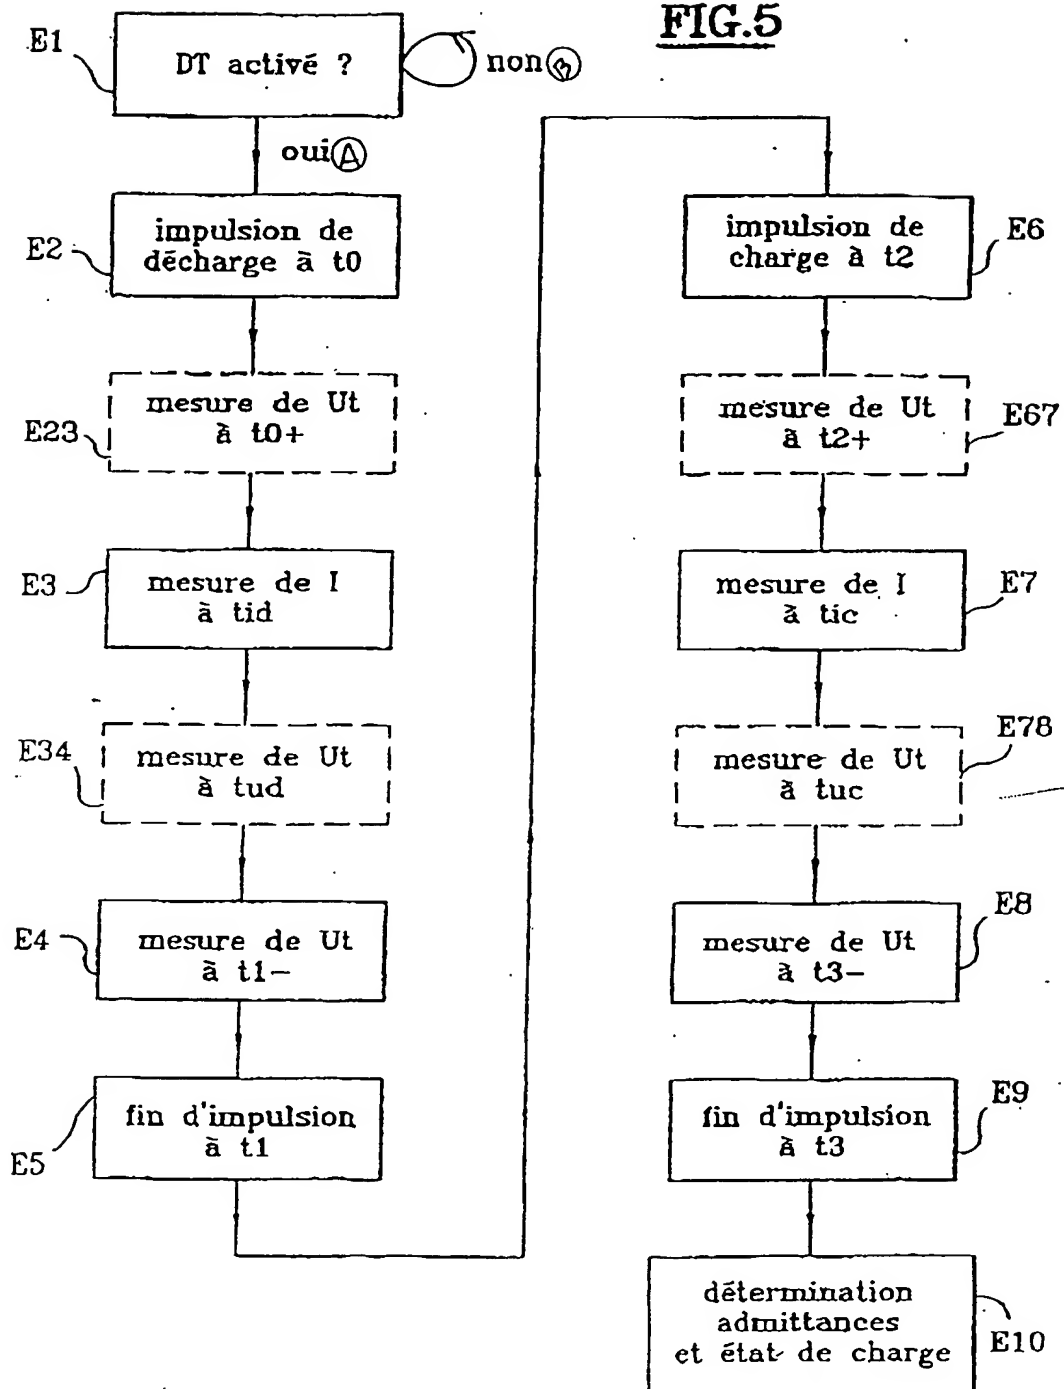 FIG.5
E1
DT activé ?
non B
oui A
E2
impulsion de
décharge à t0
E23
mesure de Ut
à t0+
E3
mesure de I
à tid
E34
mesure de Ut
à tud
E4
mesure de Ut
à t1-
E5
fin d'impulsion
à t1
impulsion de
charge à t2
E6
mesure de Ut
à t2+
E67
mesure de I
à tic
E7
mesure de Ut
à tuc
E78
mesure de Ut
à t3-
E8
fin d'impulsion
à t3
E9
détermination
admittances
et état de charge
E10